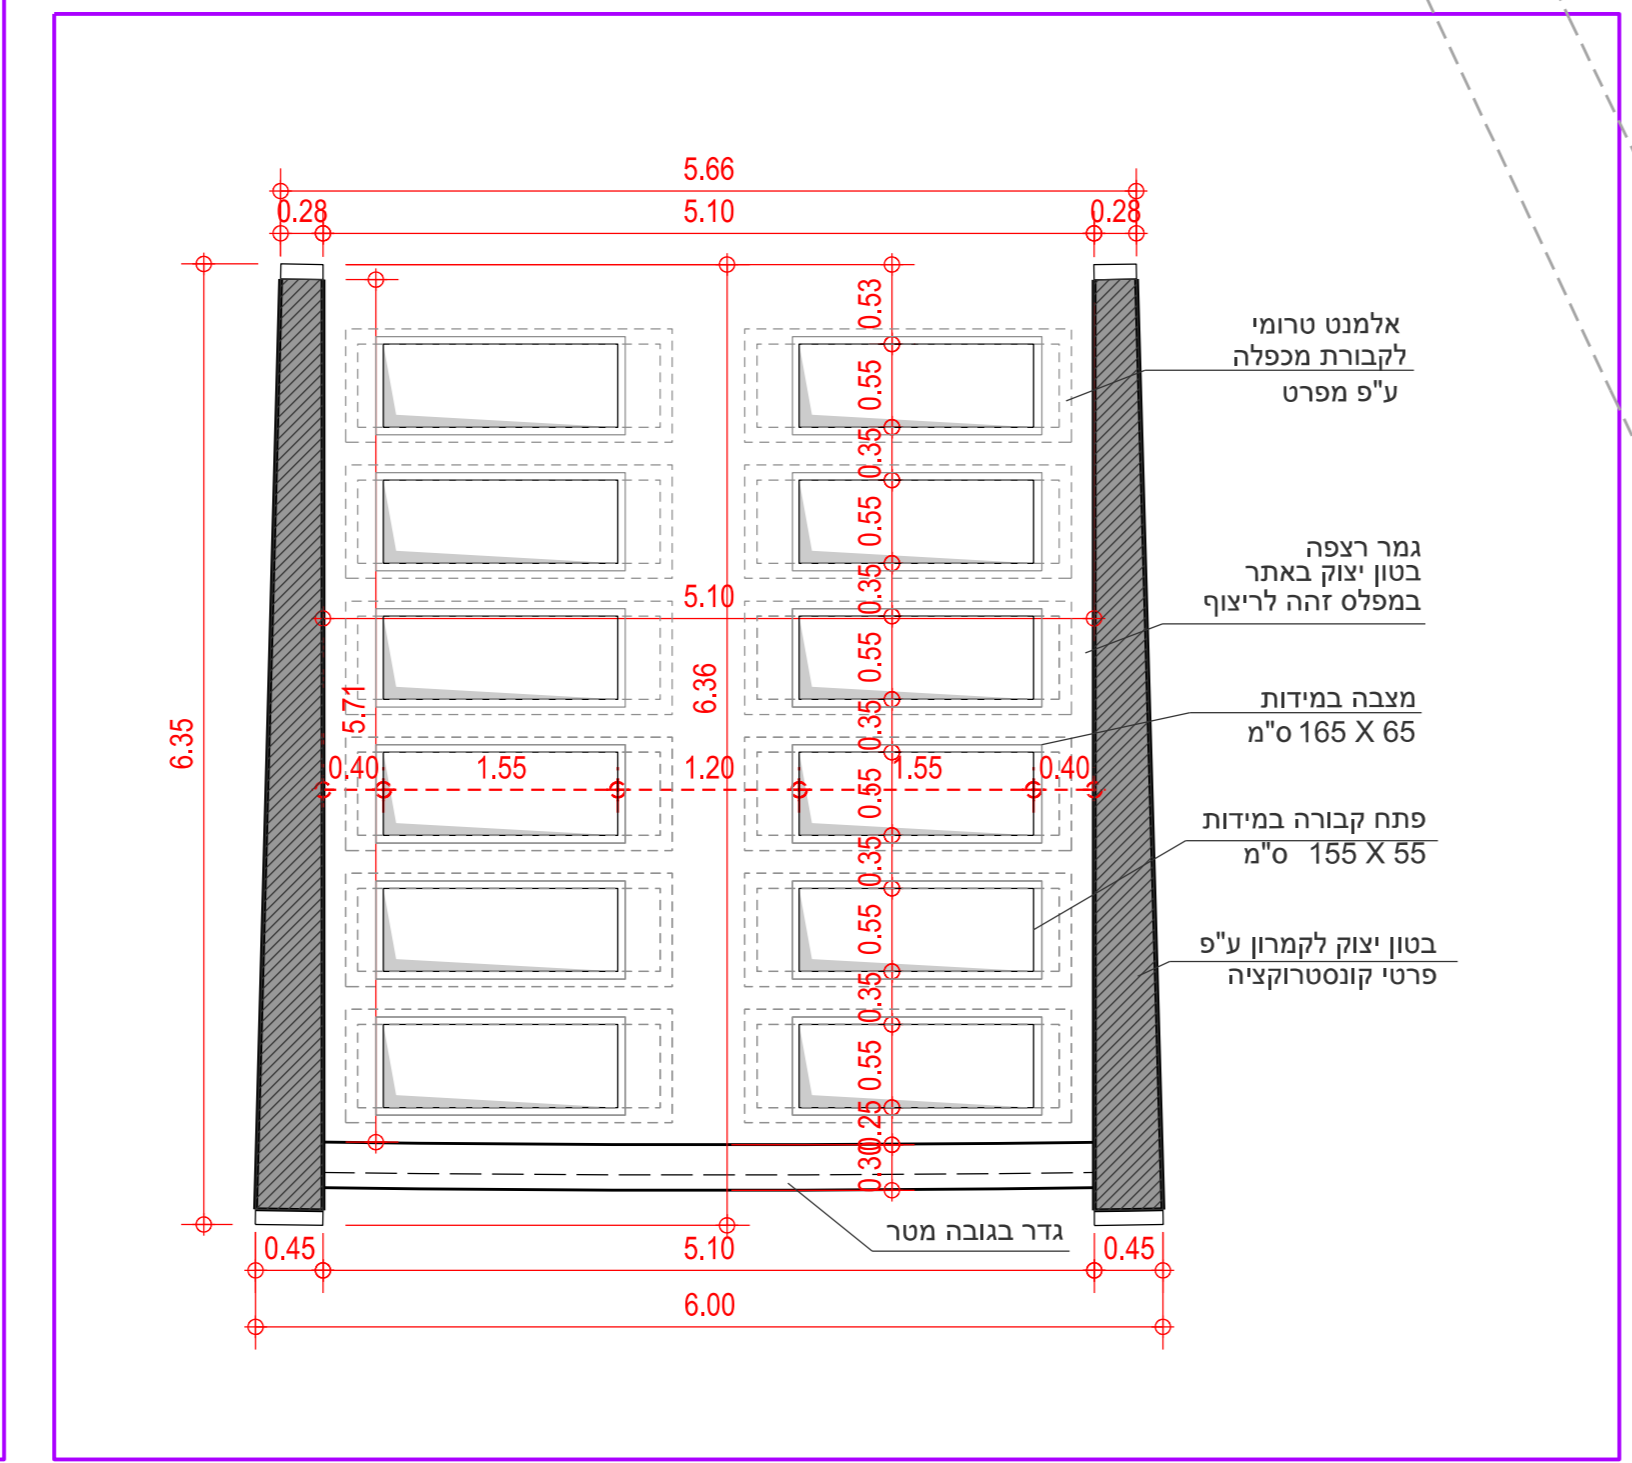 5.66
0.28
5.10
0.28
0.53
0.55
0.35
0.55
0.35
0.55
0.35
0.55
0.35
0.55
0.35
0.55
0.25
0.30
5.10
6.36
5.71
6.35
0.40
1.55
1.20
1.55
0.40
אלמנט טרומי
לקבורת מכפלה
ע"פ מפרט
גמר רצפה
בטון יצוק באתר
במפלס זהה לריצוף
מצבה במידות
165 X 65 ס"מ
פתח קבורה במידות
155 X 55 ס"מ
בטון יצוק לקמרון ע"פ
פרטי קונסטרוקציה
גדר בגובה מטר
0.45
5.10
0.45
6.00